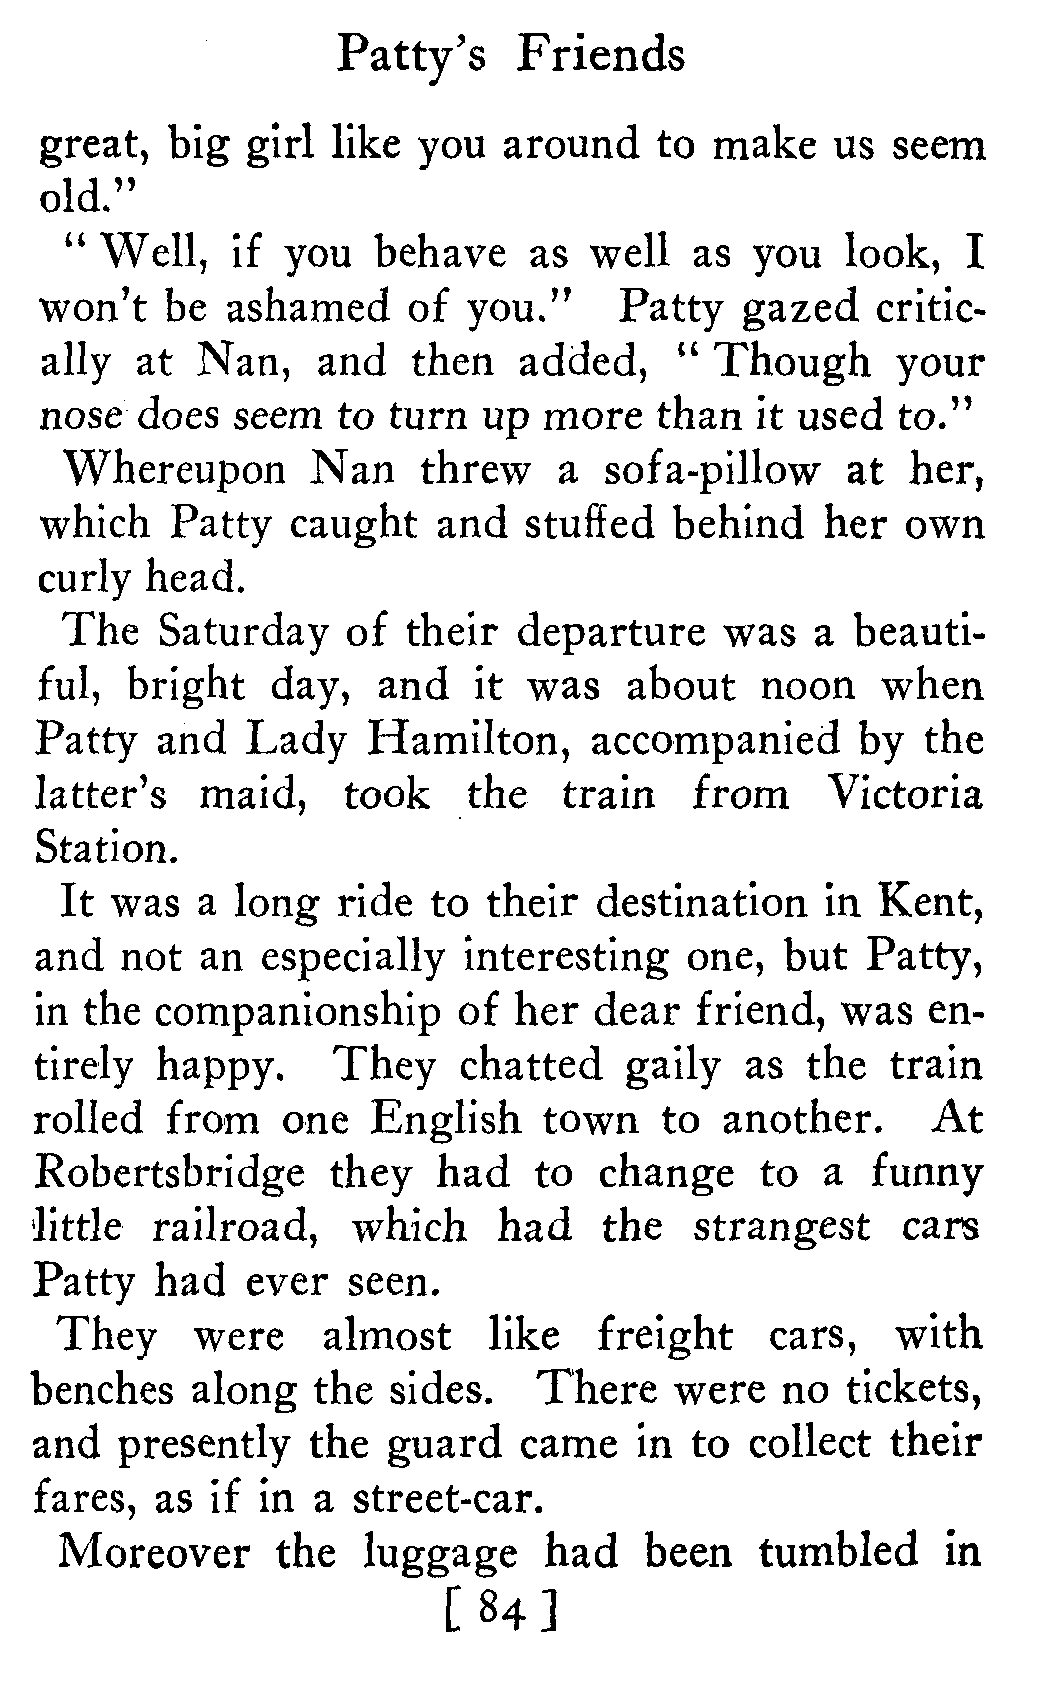 Patty's Friends
great, big girl like you around to make us seem
old."
" Well, if you behave as well as you look, I
won't be ashamed of you." Patty gazed critic-
ally at Nan, and then added, " Though your
nose does seem to turn up more than it used to."
Whereupon Nan threw a sofa-pillow at her,
which Patty caught and stuffed behind her own
curly head.
The Saturday of their departure was a beauti-
ful, bright day, and it was about noon when
Patty and Lady Hamilton, accompanied by the
latter's maid, took the train from Victoria
Station.
It was a long ride to their destination in Kent,
and not an especially interesting one, but Patty,
in the companionship of her dear friend, was en-
tirely happy. They chatted gaily as the train
rolled from one English town to another. At
Robertsbridge they had to change to a funny
little railroad, which had the strangest cars
Patty had ever seen.
They were almost like freight cars, with
benches along the sides. There were no tickets,
and presently the guard came in to collect their
fares, as if in a street-car.
Moreover the luggage had been tumbled in
[ 84 ]